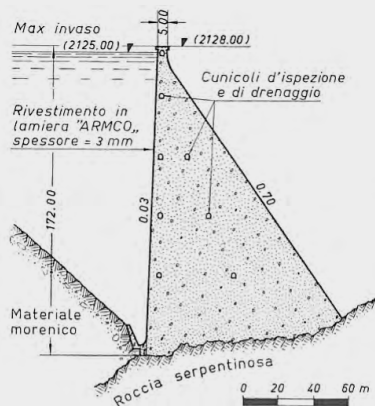 5.00
Max invaso
(2125.00)
(2128.00)
Cunicoli d'ispezione
e di drenaggio
Rivestimento in
lamiera "ARMCO„
spessore = 3 mm
172.00
0.03
0.70
Materiale
morenico
Roccia serpentinosa
0 20 40 60 m